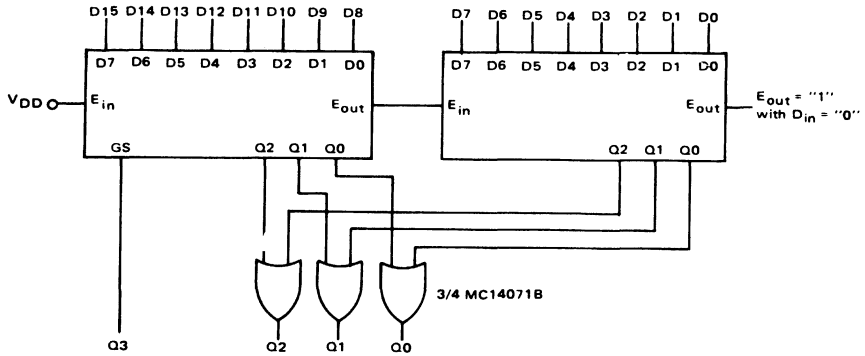 D15 D14 D13 D12 D11 D10 D9 D8
D7 D6 D5 D4 D3 D2 D1 D0
D7 D6 D5 D4 D3 D2 D1 D0
D7 D6 D5 D4 D3 D2 D1 D0
VDD
Ein
Eout
Ein
Eout
Eout = "1"
with Din = "0"
GS
Q2 Q1 Q0
Q2 Q1 Q0
3/4 MC14071B
Q3
Q2
Q1
Q0